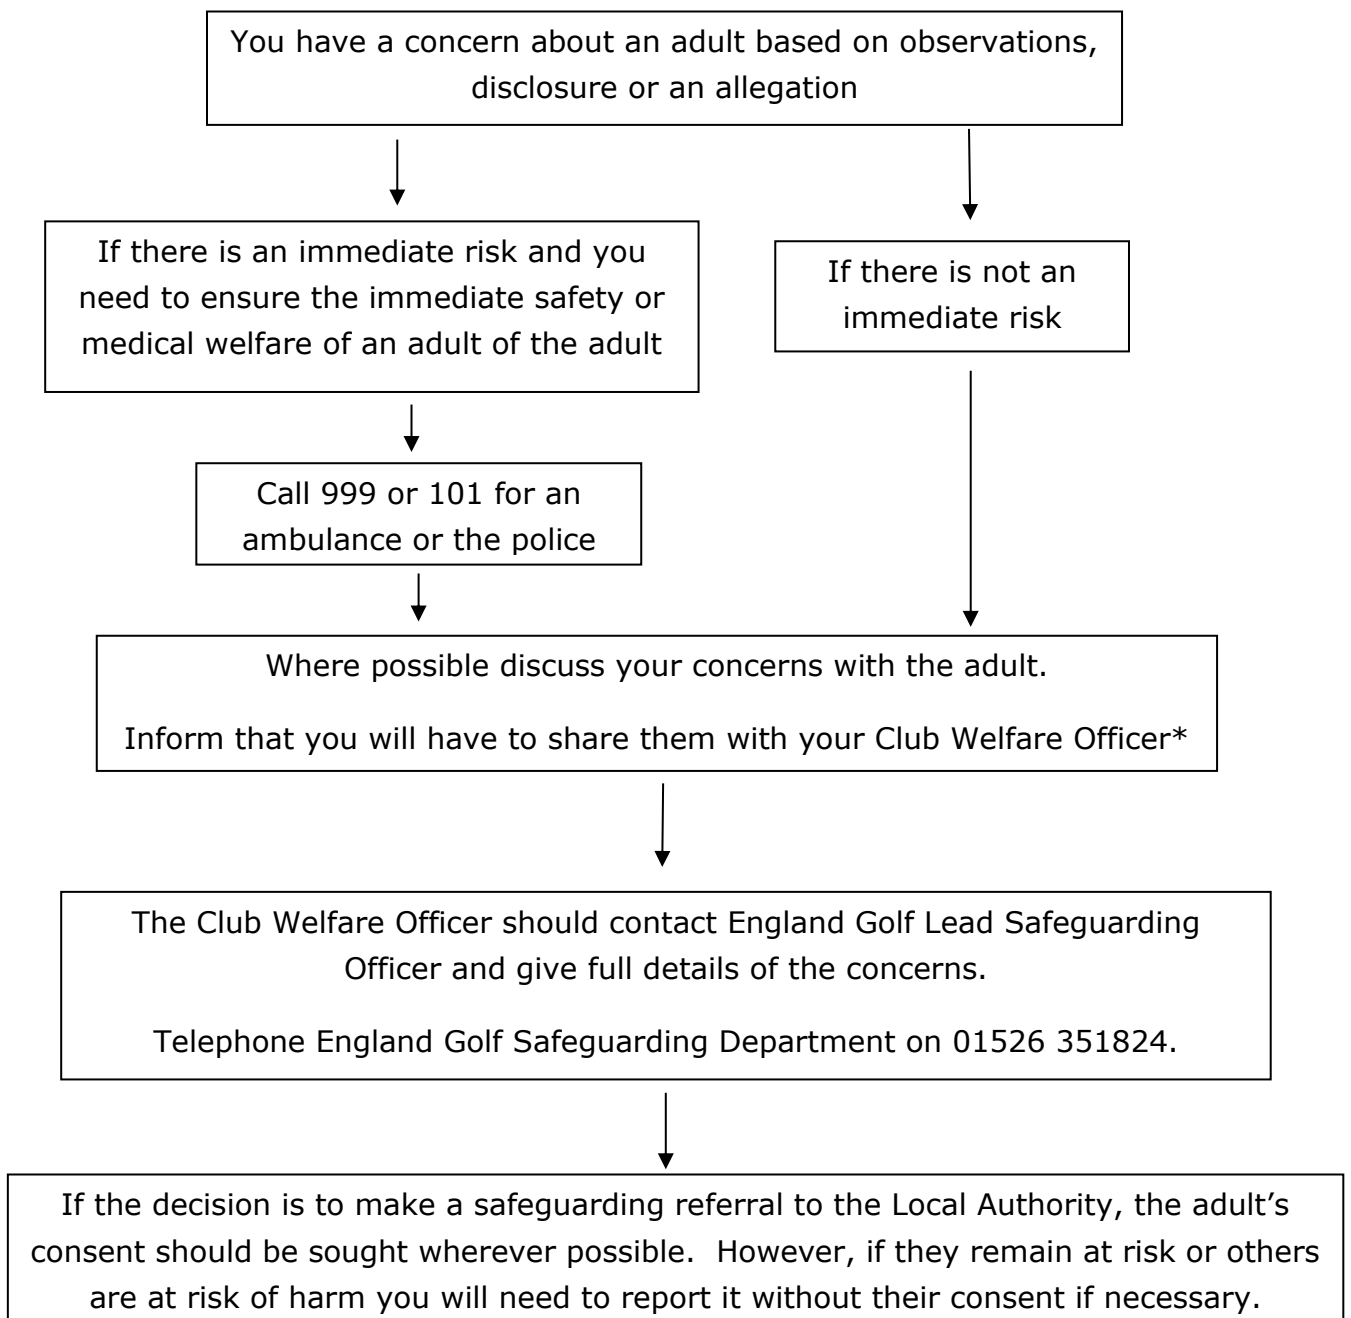 You have a concern about an adult based on observations,
disclosure or an allegation
If there is an immediate risk and you
need to ensure the immediate safety or
medical welfare of an adult of the adult
If there is not an
immediate risk
Call 999 or 101 for an
ambulance or the police
Where possible discuss your concerns with the adult.
Inform that you will have to share them with your Club Welfare Officer*
The Club Welfare Officer should contact England Golf Lead Safeguarding
Officer and give full details of the concerns.
Telephone England Golf Safeguarding Department on 01526 351824.
If the decision is to make a safeguarding referral to the Local Authority, the adult’s
consent should be sought wherever possible.  However, if they remain at risk or others
are at risk of harm you will need to report it without their consent if necessary.